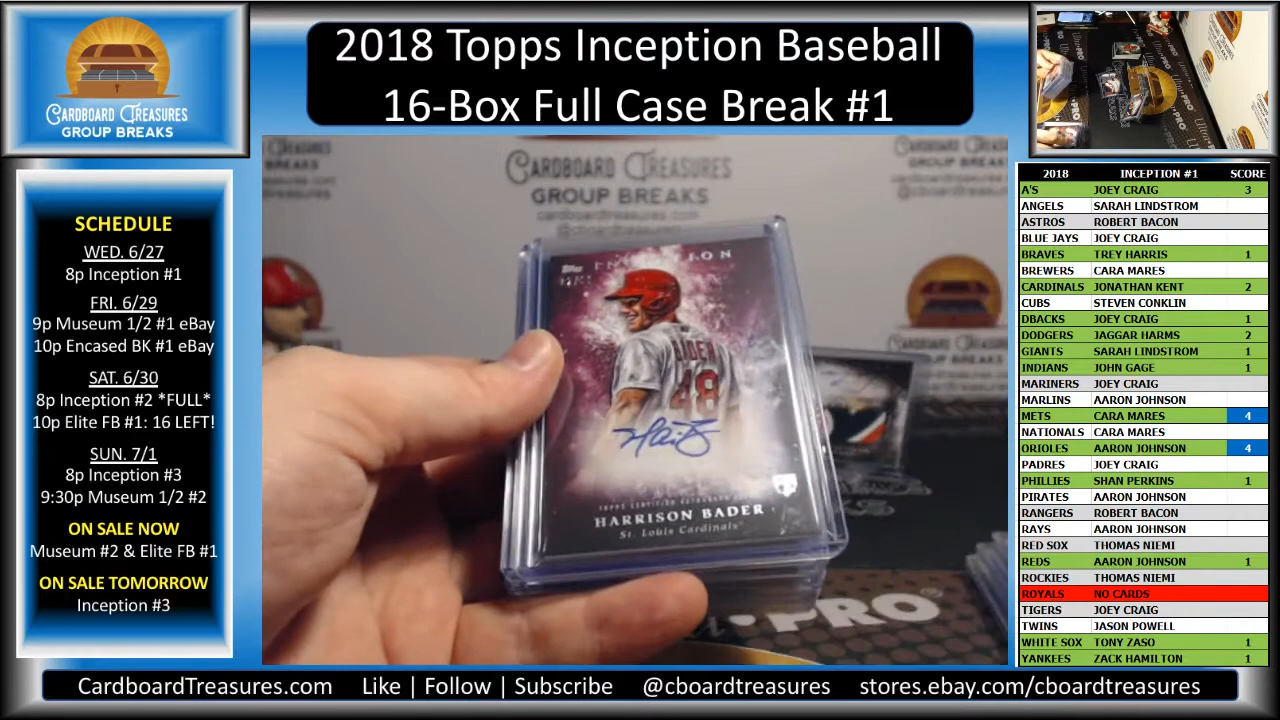 CARDBOARD TREASURES
GROUP BREAKS
2018 Topps Inception Baseball
16-Box Full Case Break #1
SCHEDULE
WED. 6/27
8p Inception #1
FRI. 6/29
9p Museum 1/2 #1 eBay
10p Encased BK #1 eBay
SAT. 6/30
8p Inception #2 *FULL*
10p Elite FB #1: 16 LEFT!
SUN. 7/1
8p Inception #3
9:30p Museum 1/2 #2
ON SALE NOW
Museum #2 & Elite FB #1
ON SALE TOMORROW
Inception #3
CARDBOARD TREASURES
GROUP BREAKS
cardboardtreasures.com
topps
INCEPTION
BADER
48
HARRISON BADER
St. Louis Cardinals
PRO
2018 INCEPTION #1 SCORE
A'S JOEY CRAIG 3
ANGELS SARAH LINDSTROM
ASTROS ROBERT BACON
BLUE JAYS JOEY CRAIG
BRAVES TREY HARRIS 1
BREWERS CARA MARES
CARDINALS JONATHAN KENT 2
CUBS STEVEN CONKLIN
DBACKS JOEY CRAIG 1
DODGERS JAGGAR HARMS 2
GIANTS SARAH LINDSTROM 1
INDIANS JOHN GAGE 1
MARINERS JOEY CRAIG
MARLINS AARON JOHNSON
METS CARA MARES 4
NATIONALS CARA MARES
ORIOLES AARON JOHNSON 4
PADRES JOEY CRAIG
PHILLIES SHAN PERKINS 1
PIRATES AARON JOHNSON
RANGERS ROBERT BACON
RAYS AARON JOHNSON
RED SOX THOMAS NIEMI
REDS AARON JOHNSON 1
ROCKIES THOMAS NIEMI
ROYALS NO CARDS
TIGERS JOEY CRAIG
TWINS JASON POWELL
WHITE SOX TONY ZASO 1
YANKEES ZACK HAMILTON 1
CardboardTreasures.com Like | Follow | Subscribe @cboardtreasures stores.ebay.com/cboardtreasures